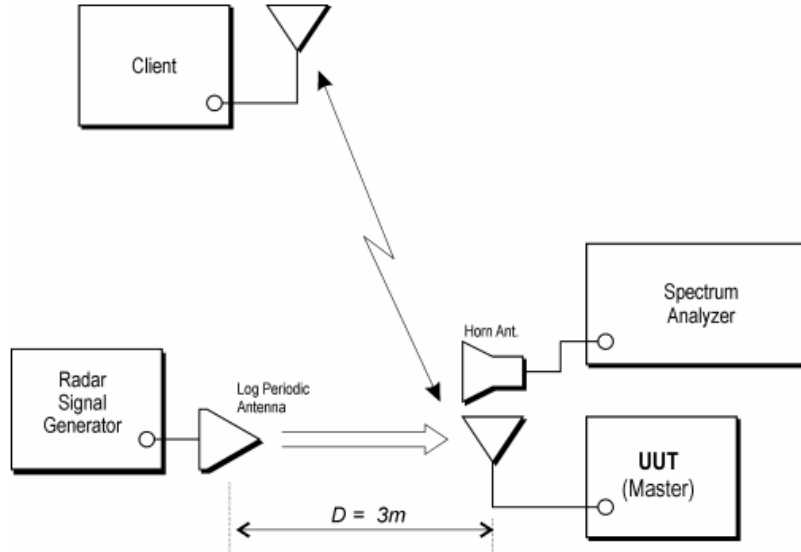 Client
Spectrum
Analyzer
Horn Ant.
Radar
Signal
Generator
Log Periodic
Antenna
UUT
(Master)
D = 3m